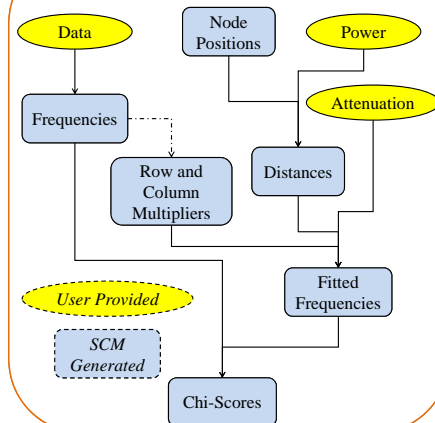 Data
Node
Positions
Power
Attenuation
Frequencies
Row and
Column
Multipliers
Distances
Fitted
Frequencies
User Provided
SCM
Generated
Chi-Scores